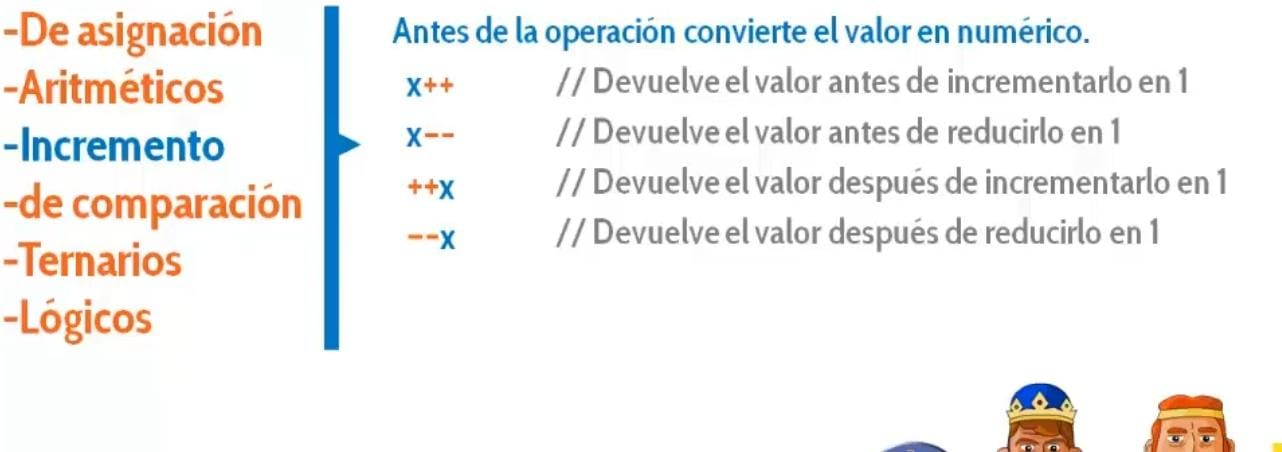 -De asignación
-Aritméticos
-Incremento
-de comparación
-Ternarios
-Lógicos
Antes de la operación convierte el valor en numérico.
x++ // Devuelve el valor antes de incrementarlo en 1
x-- // Devuelve el valor antes de reducirlo en 1
++x // Devuelve el valor después de incrementarlo en 1
--x // Devuelve el valor después de reducirlo en 1